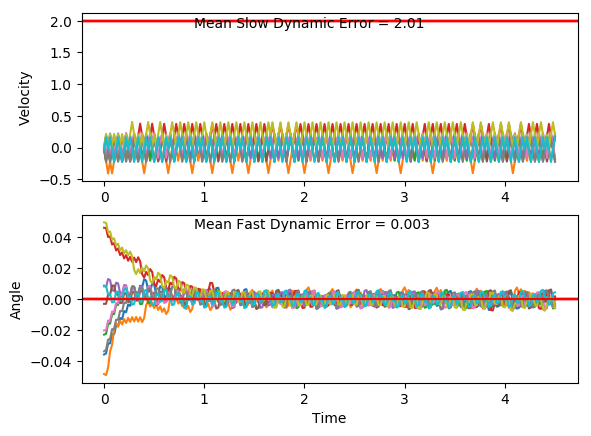 Mean Slow Dynamic Error = 2.01
2.0
1.5
1.0
0.5
0.0
−0.5
Velocity
0 1 2 3 4
Mean Fast Dynamic Error = 0.003
0.04
0.02
0.00
−0.02
−0.04
Angle
0 1 2 3 4
Time